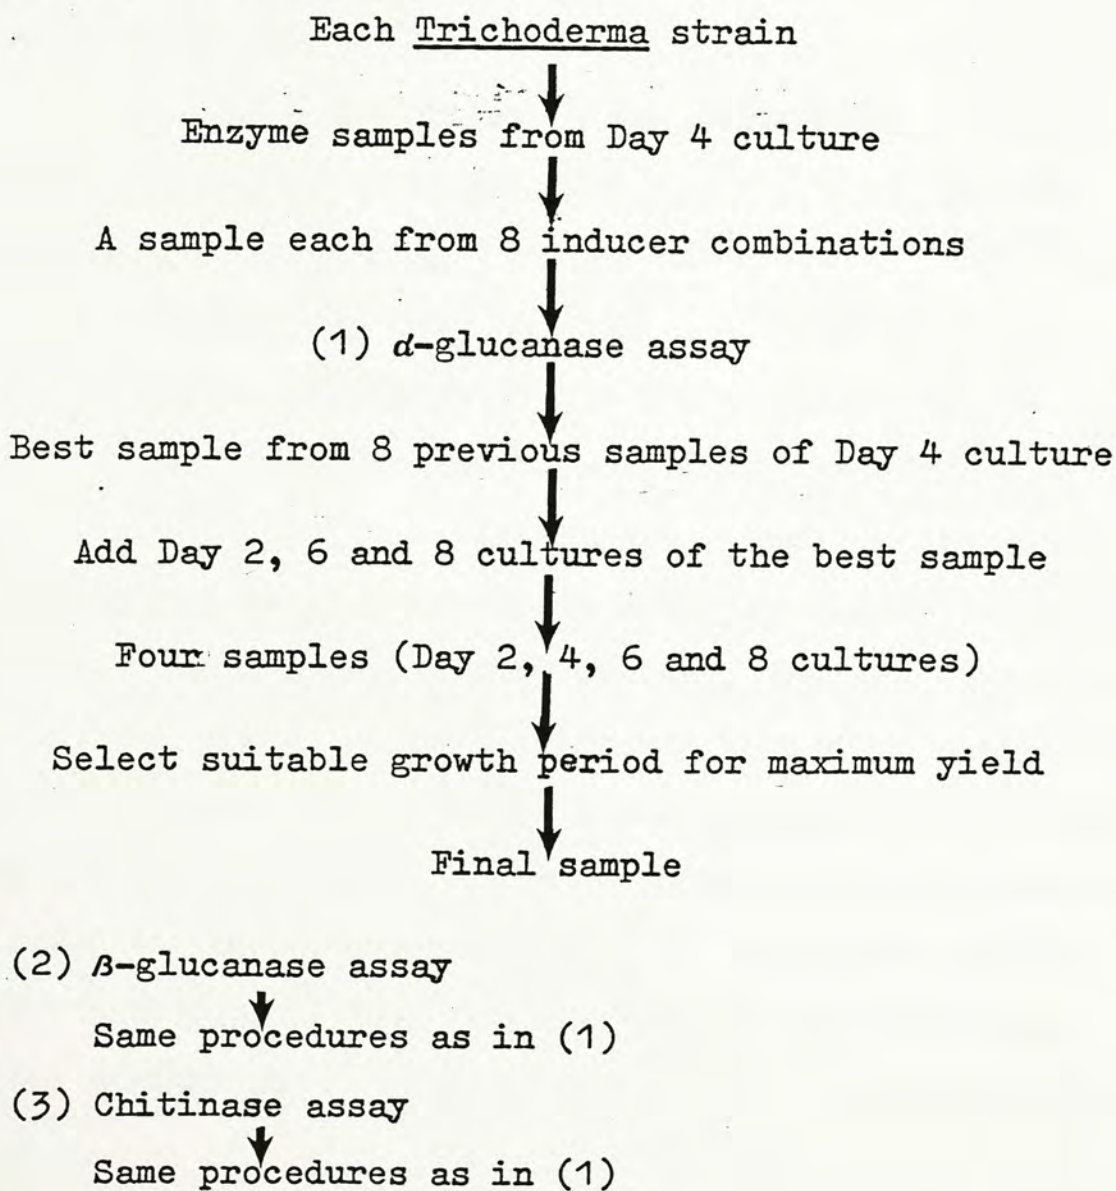 Each Trichoderma strain
Enzyme samples from Day 4 culture
A sample each from 8 inducer combinations
(1) α-glucanase assay
Best sample from 8 previous samples of Day 4 culture
Add Day 2, 6 and 8 cultures of the best sample
Four samples (Day 2, 4, 6 and 8 cultures)
Select suitable growth period for maximum yield
Final sample
(2) β-glucanase assay
Same procedures as in (1)
(3) Chitinase assay
Same procedures as in (1)